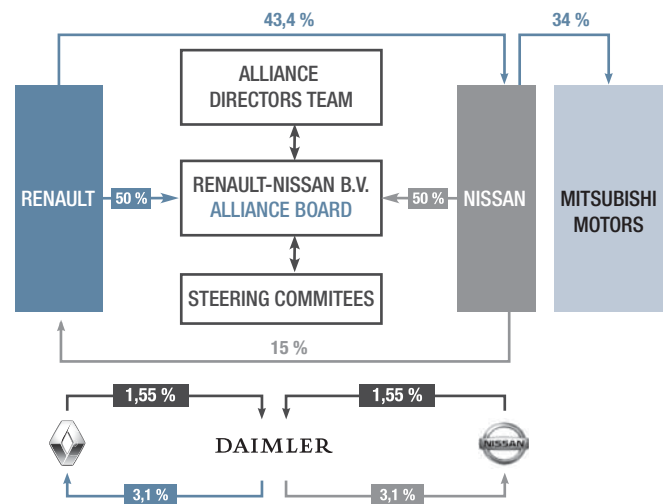 43,4 %
34 %
ALLIANCE
DIRECTORS TEAM
RENAULT
50 %
RENAULT-NISSAN B.V.
ALLIANCE BOARD
50 %
NISSAN
MITSUBISHI
MOTORS
STEERING COMMITEES
15 %
1,55 %
1,55 %
DAIMLER
NISSAN
3,1 %
3,1 %